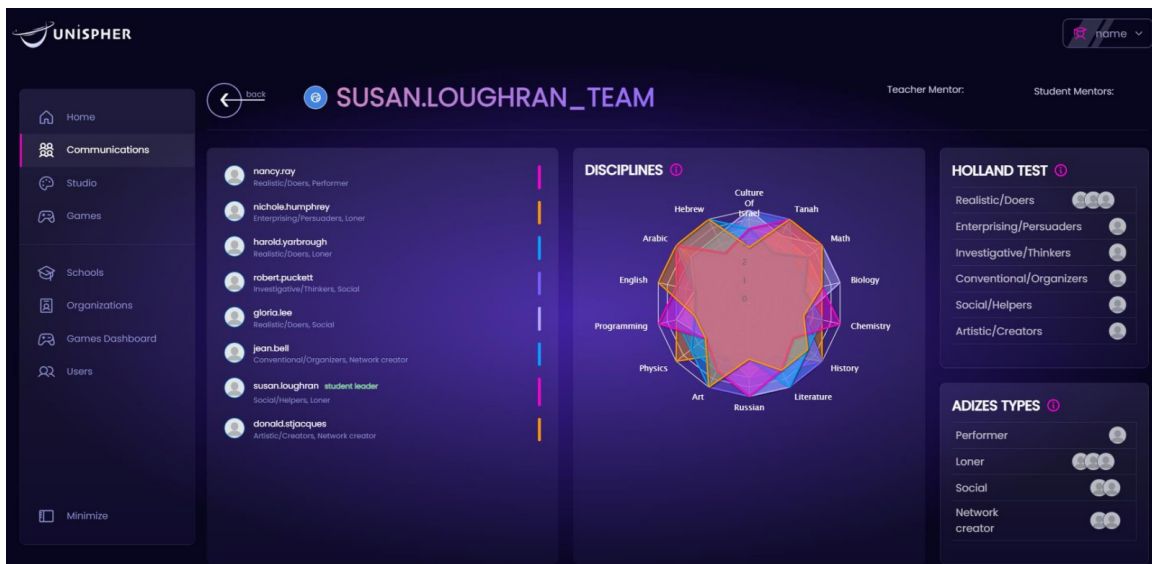 UNiSPHER
name
back
SUSAN.LOUGHRAN_TEAM
Teacher Mentor:
Student Mentors:
Home
Communications
Studio
Games
Schools
Organizations
Games Dashboard
Users
Minimize
nancy.ray
Realistic/Doers, Performer
nichole.humphrey
Enterprising/Persuaders, Loner
harold.yarbrough
Realistic/Doers, Loner
robert.puckett
Investigative/Thinkers, Social
gloria.lee
Realistic/Doers, Social
jean.bell
Conventional/Organizers, Network creator
susan.loughran student leader
Social/Helpers, Loner
donald.stjacques
Artistic/Creators, Network creator
DISCIPLINES
Culture
Of
Israel
Tanah
Math
Biology
Chemistry
History
Literature
Russian
Art
Physics
Programming
English
Arabic
Hebrew
2
1
0
HOLLAND TEST
Realistic/Doers
Enterprising/Persuaders
Investigative/Thinkers
Conventional/Organizers
Social/Helpers
Artistic/Creators
ADIZES TYPES
Performer
Loner
Social
Network
creator